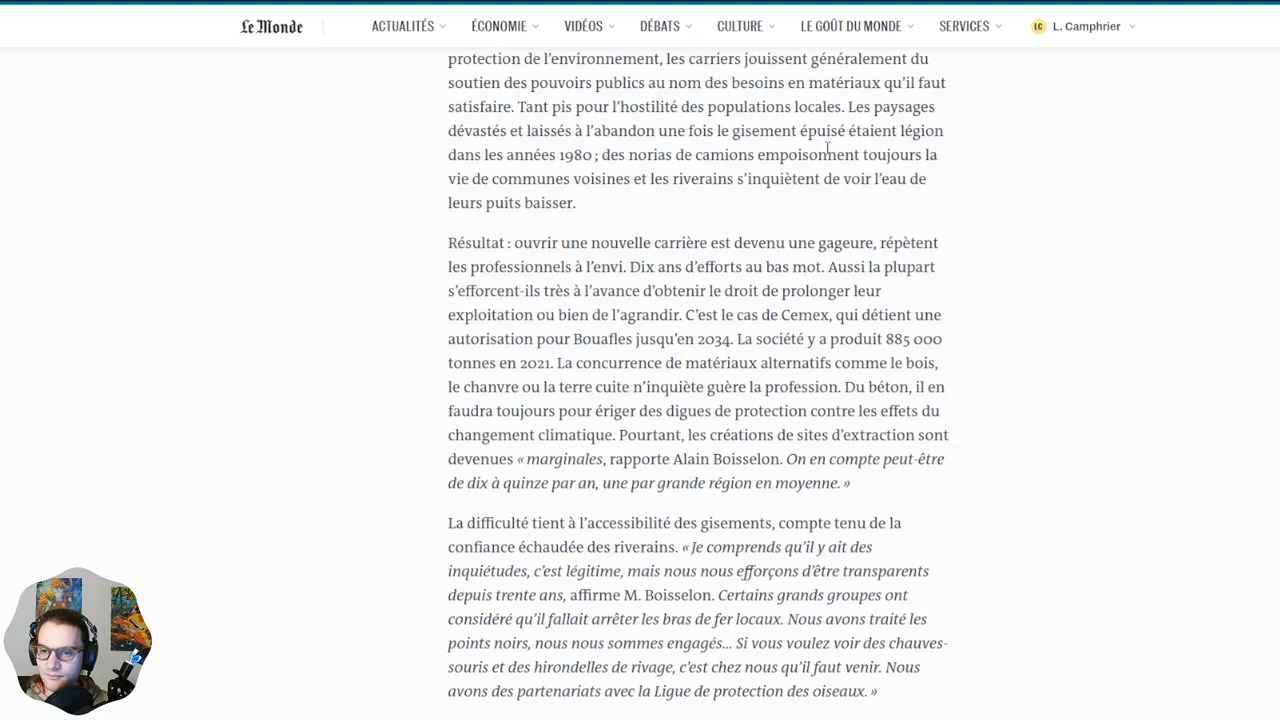 Le Monde
ACTUALITÉS
ÉCONOMIE
VIDÉOS
DÉBATS
CULTURE
LE GOÛT DU MONDE
SERVICES
LC L. Camphrier
protection de l’environnement, les carriers jouissent généralement du
soutien des pouvoirs publics au nom des besoins en matériaux qu’il faut
satisfaire. Tant pis pour l’hostilité des populations locales. Les paysages
dévastés et laissés à l’abandon une fois le gisement épuisé étaient légion
dans les années 1980 ; des norias de camions empoisonnent toujours la
vie de communes voisines et les riverains s’inquiètent de voir l’eau de
leurs puits baisser.
Résultat : ouvrir une nouvelle carrière est devenu une gageure, répètent
les professionnels à l’envi. Dix ans d’efforts au bas mot. Aussi la plupart
s’efforcent-ils très à l’avance d’obtenir le droit de prolonger leur
exploitation ou bien de l’agrandir. C’est le cas de Cemex, qui détient une
autorisation pour Bouafles jusqu’en 2034. La société y a produit 885 000
tonnes en 2021. La concurrence de matériaux alternatifs comme le bois,
le chanvre ou la terre cuite n’inquiète guère la profession. Du béton, il en
faudra toujours pour ériger des digues de protection contre les effets du
changement climatique. Pourtant, les créations de sites d’extraction sont
devenues « marginales, rapporte Alain Boisselon. On en compte peut-être
de dix à quinze par an, une par grande région en moyenne. »
La difficulté tient à l’accessibilité des gisements, compte tenu de la
confiance échaudée des riverains. « Je comprends qu’il y ait des
inquiétudes, c’est légitime, mais nous nous efforçons d’être transparents
depuis trente ans, affirme M. Boisselon. Certains grands groupes ont
considéré qu’il fallait arrêter les bras de fer locaux. Nous avons traité les
points noirs, nous nous sommes engagés… Si vous voulez voir des chauves-
souris et des hirondelles de rivage, c’est chez nous qu’il faut venir. Nous
avons des partenariats avec la Ligue de protection des oiseaux. »